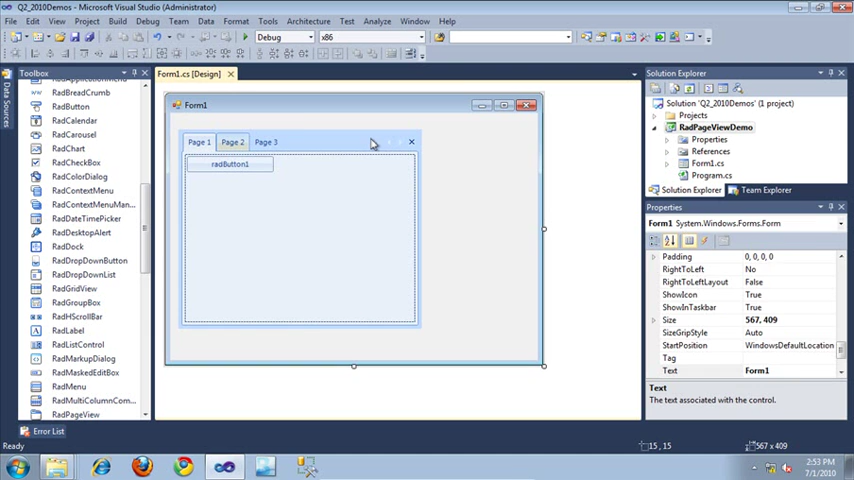 Q2_2010Demos - Microsoft Visual Studio (Administrator)
File Edit View Project Build Debug Team Format Tools Architecture Test Analyze Window Help
Debug x86
Data Sources
Toolbox
RadApplicationMenu
RadBreadCrumb
RadButton
RadCalendar
RadCarousel
RadChart
RadCheckBox
RadColorDialog
RadContextMenu
RadContextMenuMan...
RadDateTimePicker
RadDesktopAlert
RadDock
RadDropDownButton
RadDropDownList
RadGridView
RadGroupBox
RadHScrollBar
RadLabel
RadListControl
RadMarkupDialog
RadMaskedEditBox
RadMenu
RadMultiColumnCom...
RadPageView
Form1.cs [Design]
Form1
Page 1 Page 2 Page 3
radButton1
Solution Explorer
Solution 'Q2_2010Demos' (1 project)
Projects
RadPageViewDemo
Properties
References
Form1.cs
Program.cs
Solution Explorer Team Explorer
Properties
Form1 System.Windows.Forms.Form
Padding 0, 0, 0, 0
RightToLeft No
RightToLeftLayout False
ShowIcon True
ShowInTaskbar True
Size 567, 409
SizeGripStyle Auto
StartPosition WindowsDefaultLocation
Tag
Text Form1
Text
The text associated with the control.
Error List
Ready 15 , 15 567 x 409
2:53 PM
7/1/2010